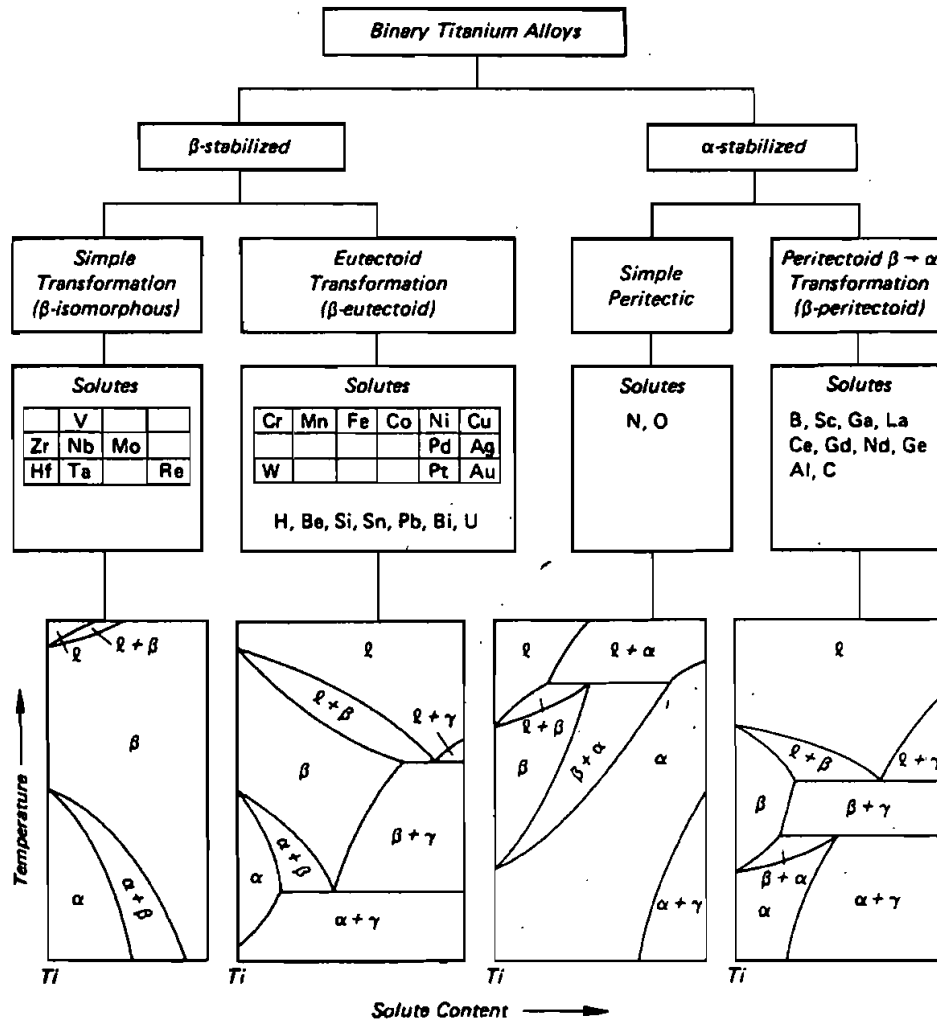 Binary Titanium Alloys
β-stabilized
α-stabilized
Simple
Transformation
(β-isomorphous)
Eutectoid
Transformation
(β-eutectoid)
Simple
Peritectic
Peritectoid β → α
Transformation
(β-peritectoid)
Solutes
V
Zr Nb Mo
Hf Ta Re
Solutes
Cr Mn Fe Co Ni Cu
Pd Ag
W Pt Au
H, Be, Si, Sn, Pb, Bi, U
Solutes
N, O
Solutes
B, Sc, Ga, La
Ce, Gd, Nd, Ge
Al, C
Temperature
ℓ
ℓ + β
β
α
α + β
Ti
ℓ
ℓ + β
ℓ + γ
β
α
α + β
β + γ
α + γ
Ti
ℓ
ℓ + α
ℓ + β
β
β + α
α
α + γ
Ti
ℓ
ℓ + β
ℓ + γ
β
β + γ
β + α
α
α + γ
Ti
Solute Content